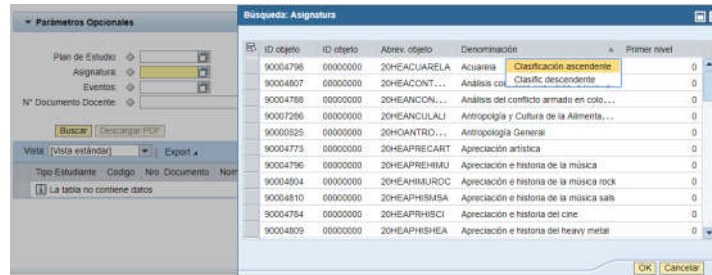 Parámetros Opcionales
Plan de Estudio:
Asignatura:
Eventos:
N° Documento Docente:
Buscar Descargar PDF
Vista: [Vista estándar] Export
Tipo Estudiante Codigo Nro. Documento Nom
La tabla no contiene datos
Búsqueda: Asignatura
ID objeto ID objeto Abrev. objeto Denominación Primer nivel
90004798 00000000 20HEACUARELA Acuarela 0
90004807 00000000 20HEACONT... Análisis con 0
90004788 00000000 20HEANCON... Análisis del conflicto armado en colo... 0
90007286 00000000 20HEANCULALI Antropolgía y Cultura de la Alimenta... 0
90000525 00000000 20HOANTRO... Antropología General 0
90004773 00000000 20HEAPRECART Apreciación artística 0
90004796 00000000 20HEAPREHIMU Apreciación e historia de la música 0
90004804 00000000 20HEAHIMUROC Apreciación e historia de la música rock 0
90004810 00000000 20HEAPHISMSA Apreciación e historia de la música sals 0
90004784 00000000 20HEAPRHISCI Apreciación e historia del cine 0
90004809 00000000 20HEAPHISHEA Apreciación e historia del heavy metal 0
Clasificación ascendente
Clasific descendente
OK Cancelar